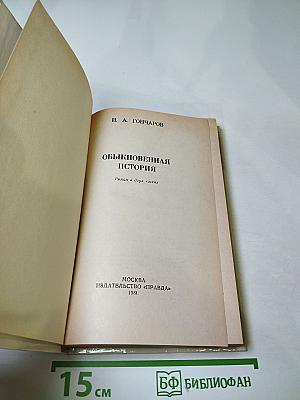 И. А. ГОНЧАРОВ
ОБЫКНОВЕННАЯ
ИСТОРИЯ
Роман в двух частях
МОСКВА
ИЗДАТЕЛЬСТВО «ПРАВДА»
15 см
БФ БИБЛИОФАН